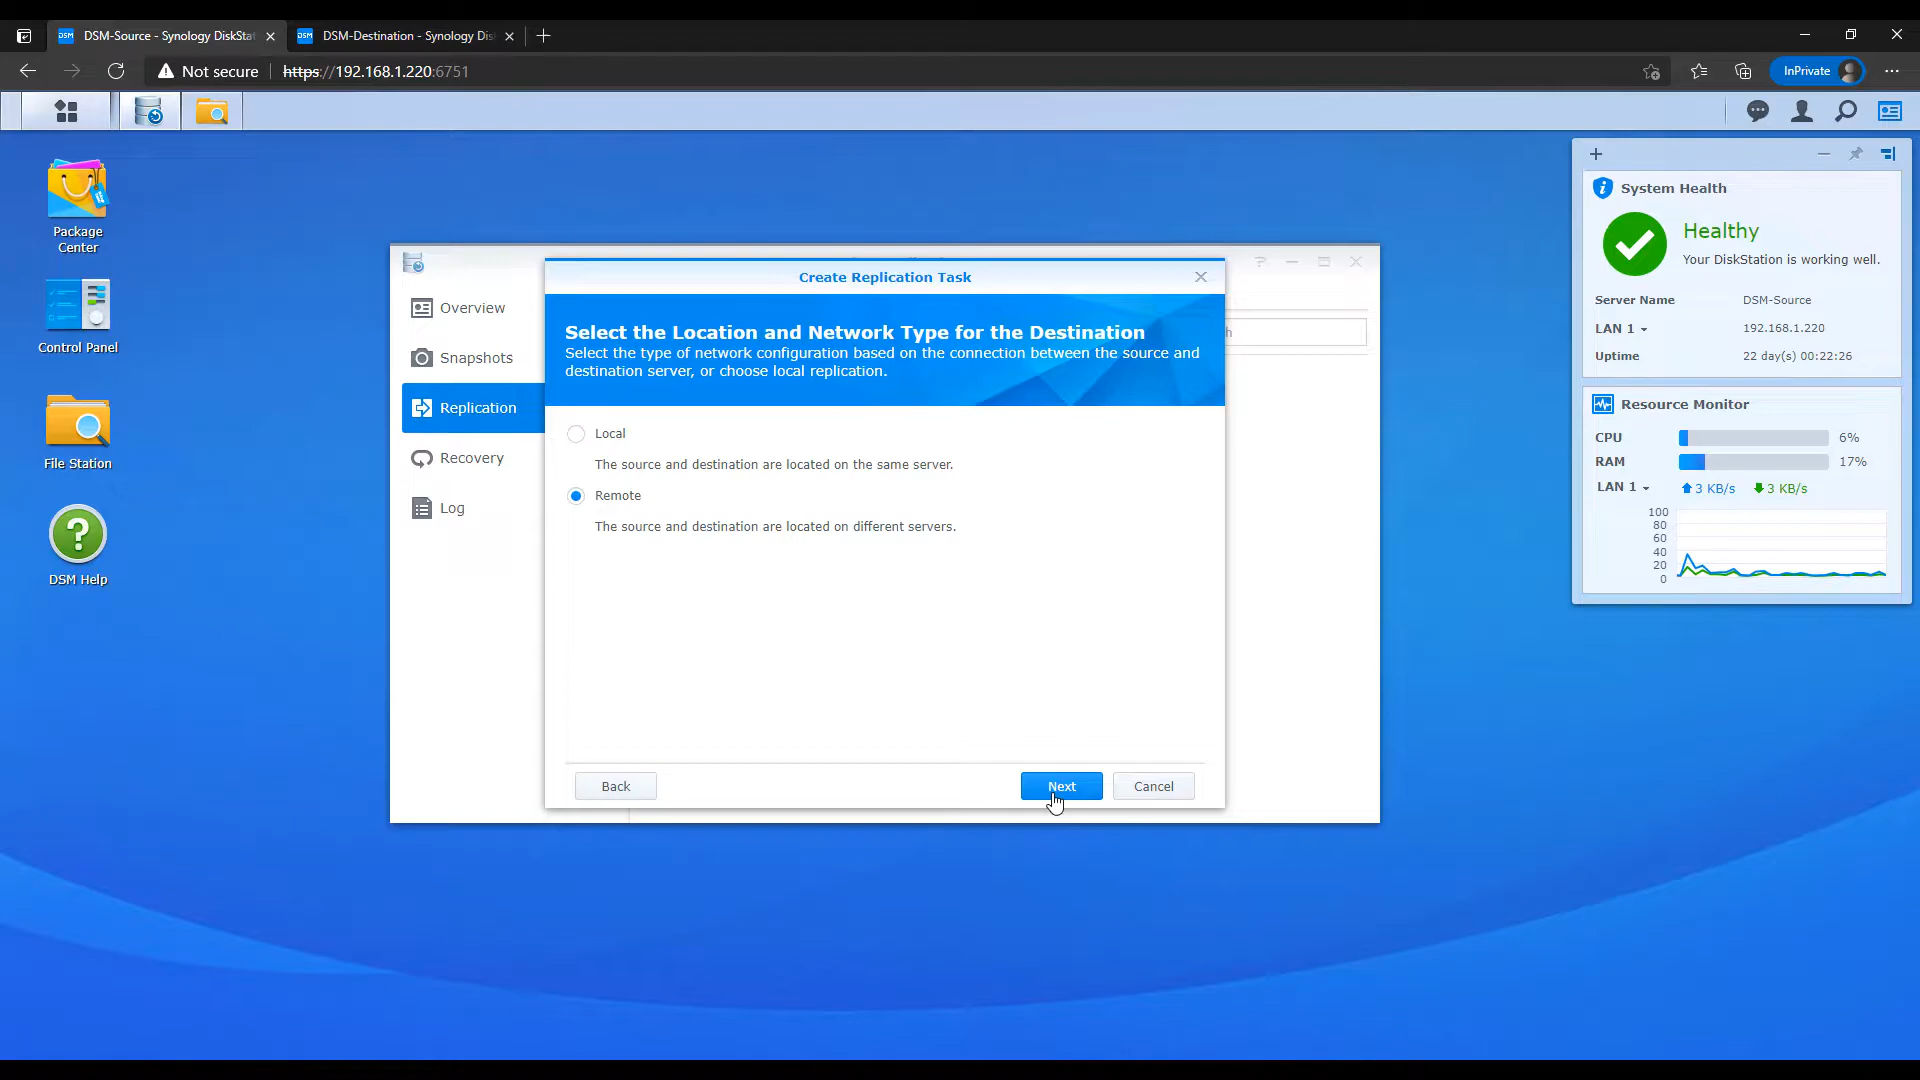 DSM-Source - Synology DiskStat
DSM-Destination - Synology Dis
Not secure
https://192.168.1.220:6751
InPrivate
Package
Center
Control Panel
File Station
DSM Help
Overview
Snapshots
Replication
Recovery
Log
Create Replication Task
Select the Location and Network Type for the Destination
Select the type of network configuration based on the connection between the source and
destination server, or choose local replication.
Local
The source and destination are located on the same server.
Remote
The source and destination are located on different servers.
Back
Next
Cancel
System Health
Healthy
Your DiskStation is working well.
Server Name DSM-Source
LAN 1 192.168.1.220
Uptime 22 day(s) 00:22:26
Resource Monitor
CPU 6%
RAM 17%
LAN 1 3 KB/s 3 KB/s
100
80
60
40
20
0